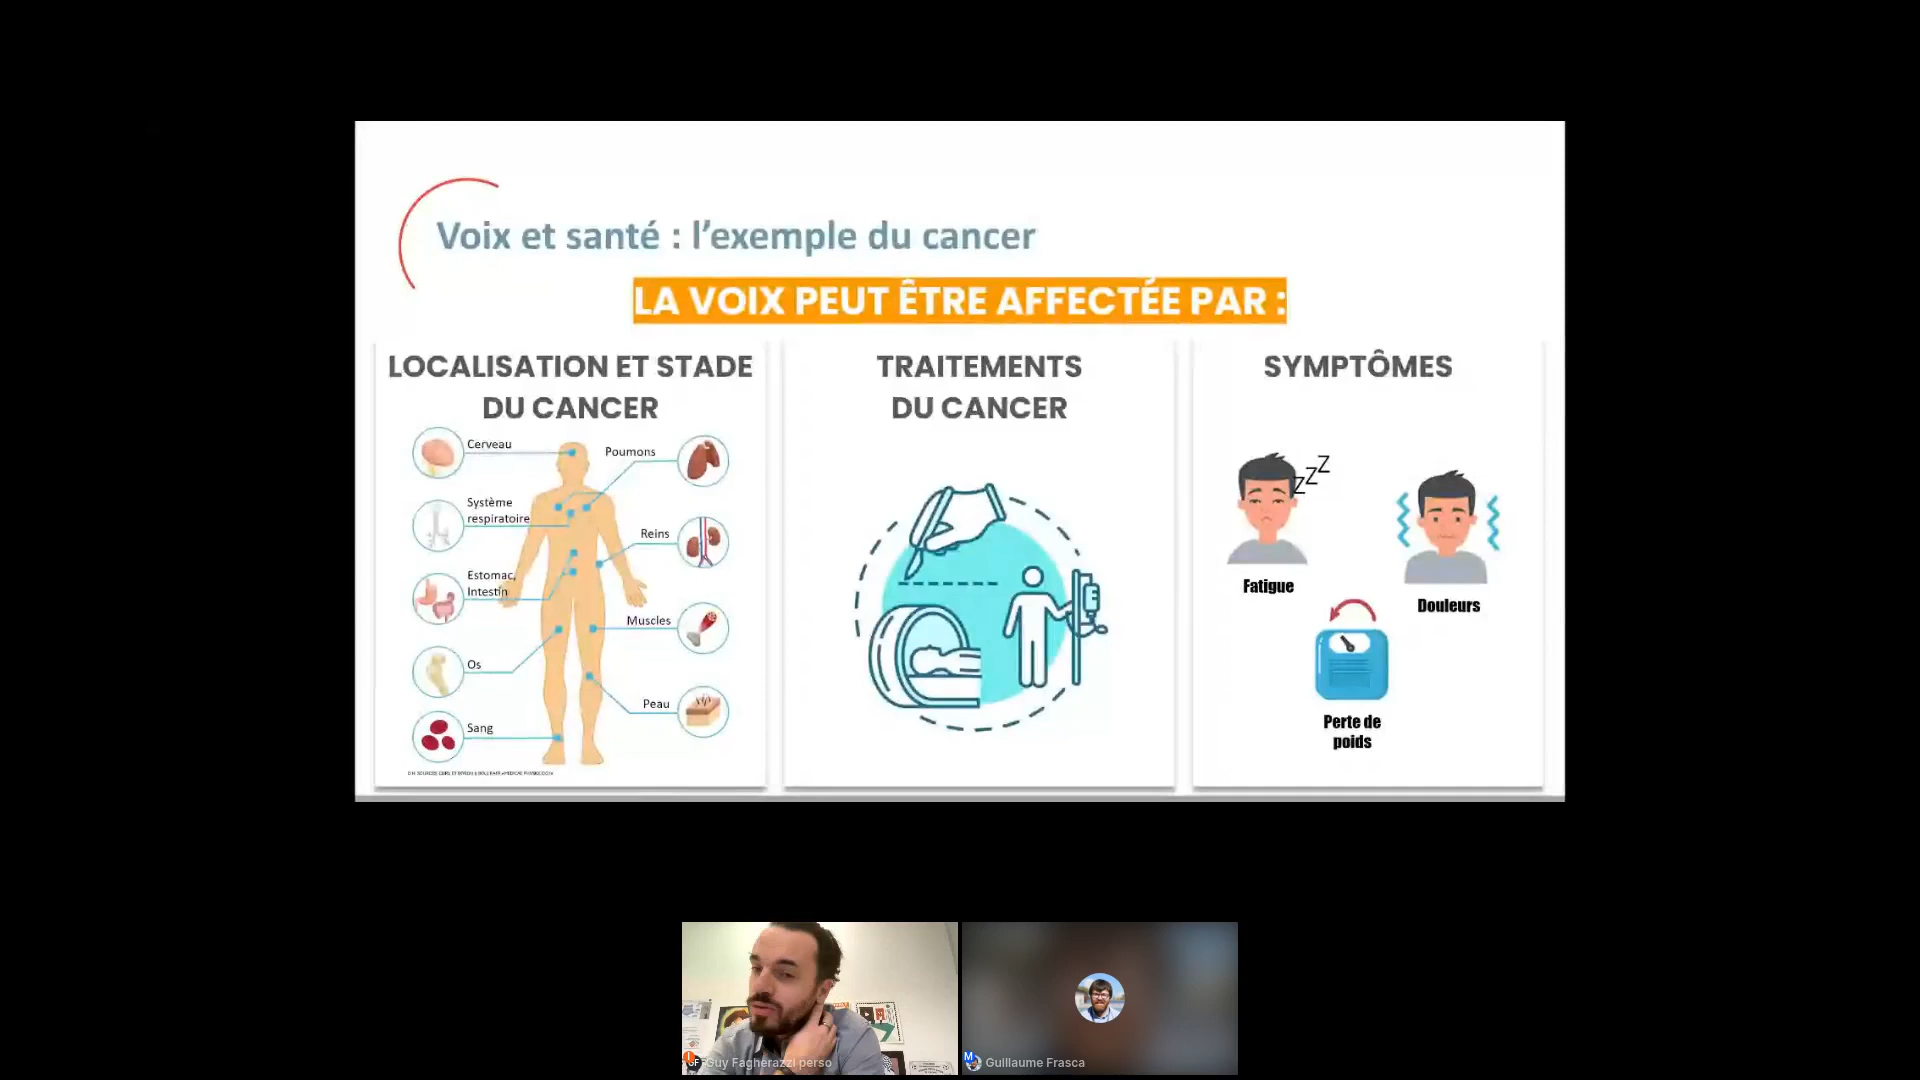 Voix et santé : l’exemple du cancer
LA VOIX PEUT ÊTRE AFFECTÉE PAR :
LOCALISATION ET STADE
DU CANCER
Cerveau
Poumons
Système
respiratoire
Reins
Estomac,
Intestin
Muscles
Os
Peau
Sang
TRAITEMENTS
DU CANCER
SYMPTÔMES
Z
Z
Z
Fatigue
Douleurs
Perte de
poids
Guy Fagherazzi perso
M
Guillaume Frasca